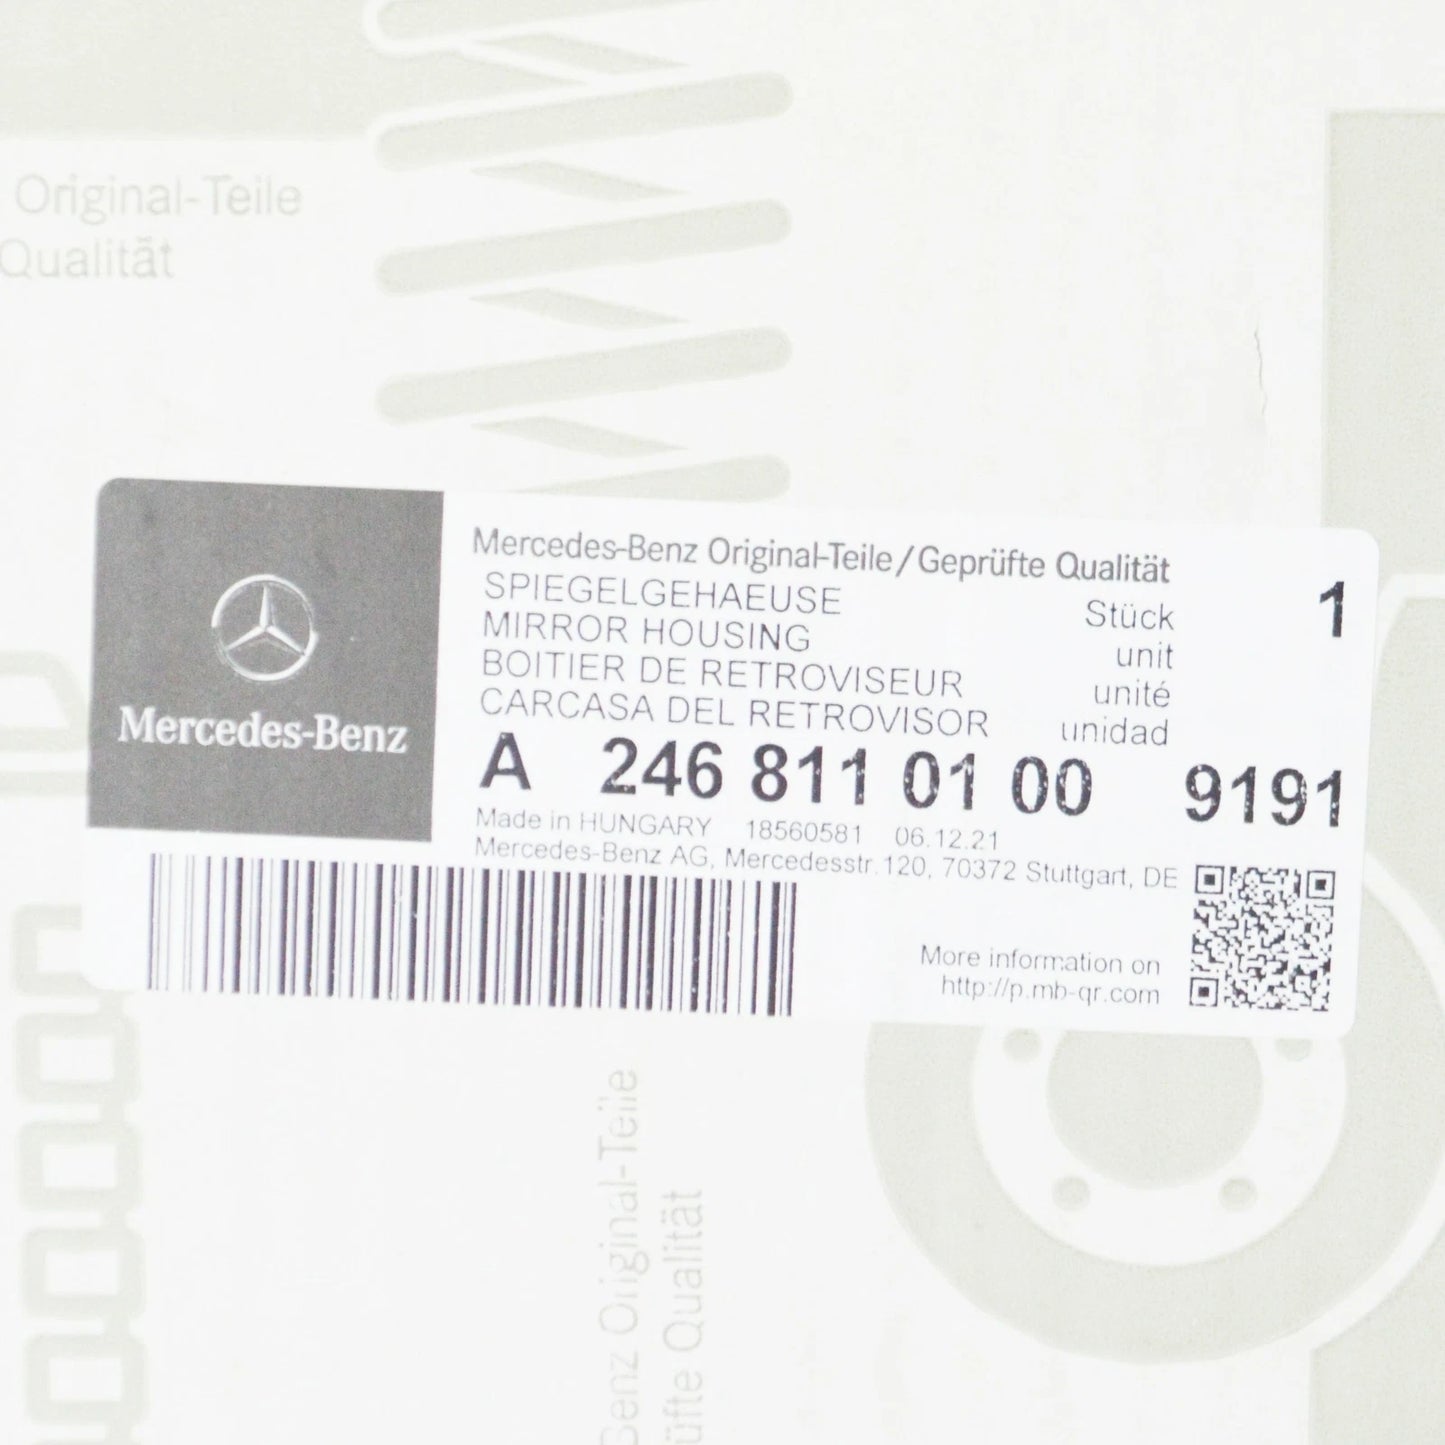 Original-Teile
Qualität
Mercedes-Benz
Mercedes-Benz Original-Teile/Geprüfte Qualität
SPIEGELGEHAEUSE Stück 1
MIRROR HOUSING unit
BOITIER DE RETROVISEUR unité
CARCASA DEL RETROVISOR unidad
A 246 811 01 00 9191
Made in HUNGARY 18560581 06.12.21
Mercedes-Benz AG, Mercedesstr.120, 70372 Stuttgart, DE
More information on
http://p.mb-qr.com
Benz Original-Teile
üfte Qualität